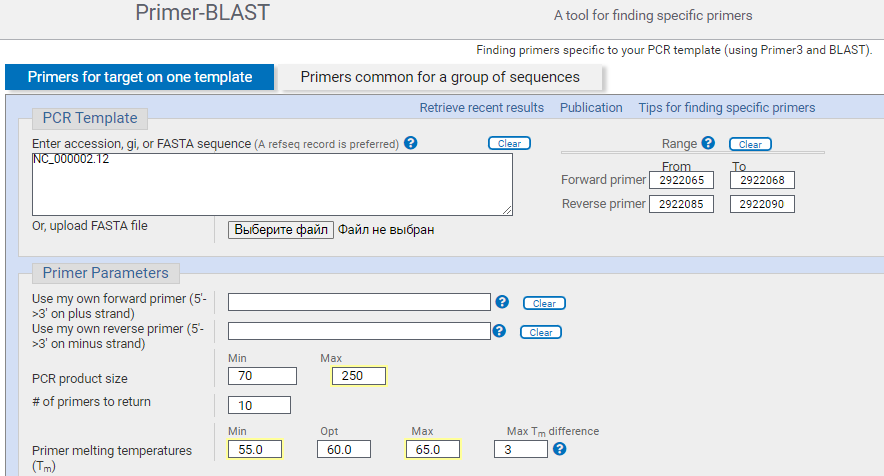 Primer-BLAST
A tool for finding specific primers
Finding primers specific to your PCR template (using Primer3 and BLAST).
Primers for target on one template
Primers common for a group of sequences
Retrieve recent results Publication Tips for finding specific primers
PCR Template
Enter accession, gi, or FASTA sequence (A refseq record is preferred) ? Clear
Range ? Clear
NC_000002.12
From To
Forward primer 2922065 2922068
Reverse primer 2922085 2922090
Or, upload FASTA file Выберите файл Файл не выбран
Primer Parameters
Use my own forward primer (5'-
>3' on plus strand)
? Clear
Use my own reverse primer (5'-
>3' on minus strand)
? Clear
Min Max
PCR product size 70 250
# of primers to return 10
Min Opt Max Max Tm difference
Primer melting temperatures
(Tm)
55.0 60.0 65.0 3 ?